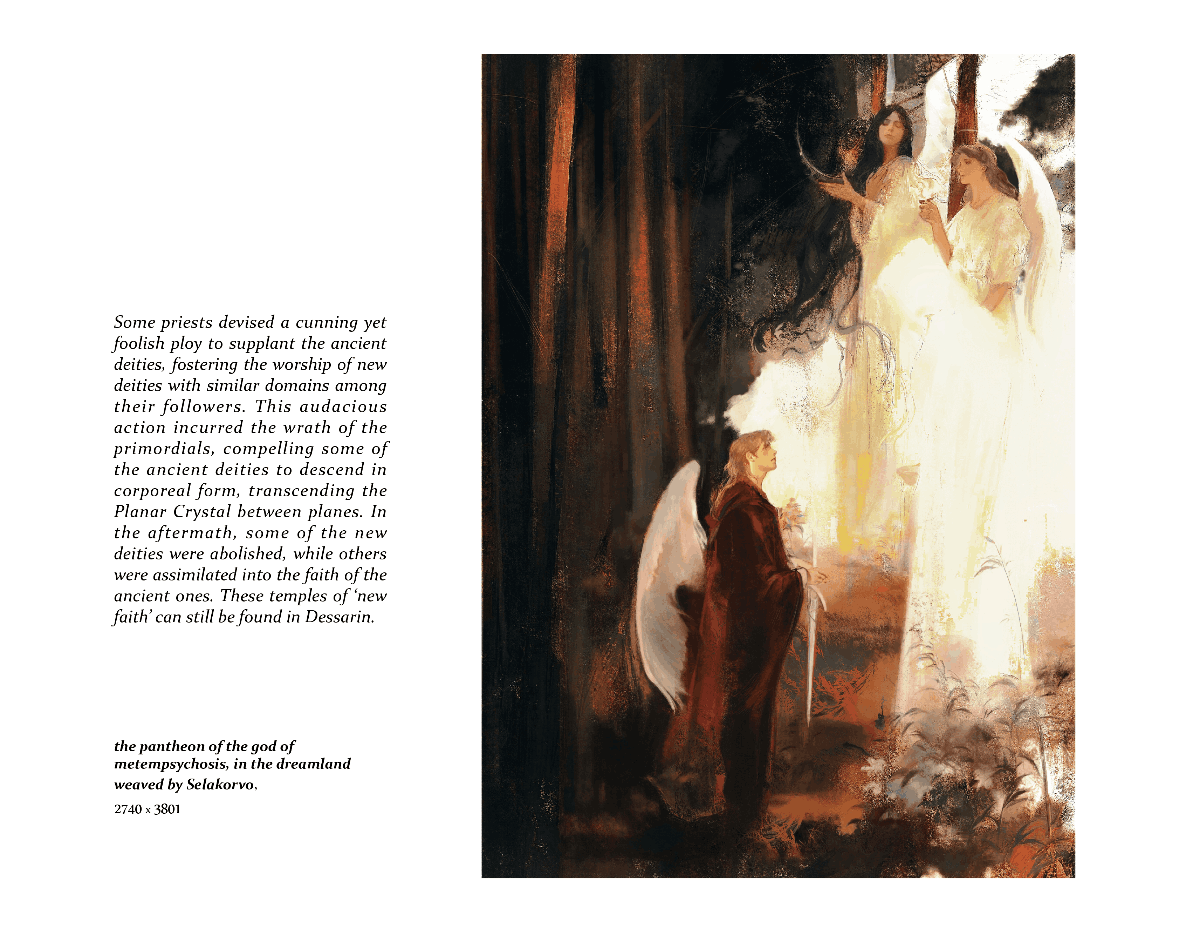 Some priests devised a cunning yet
foolish ploy to supplant the ancient
deities, fostering the worship of new
deities with similar domains among
their followers. This audacious
action incurred the wrath of the
primordials, compelling some of
the ancient deities to descend in
corporeal form, transcending the
Planar Crystal between planes. In
the aftermath, some of the new
deities were abolished, while others
were assimilated into the faith of the
ancient ones. These temples of ‘new
faith’ can still be found in Dessarin.
the pantheon of the god of
metempsychosis, in the dreamland
weaved by Selakorvo.
2740 x 3801